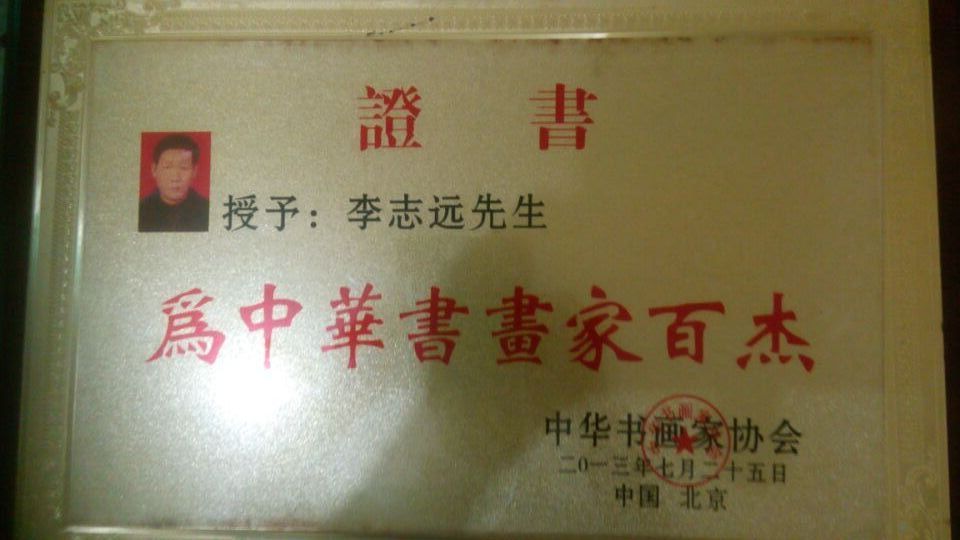 證書
授予：李志远先生
爲中華書畫家百杰
中华书画家协会
二0一三年七月二十五日
中国 北京